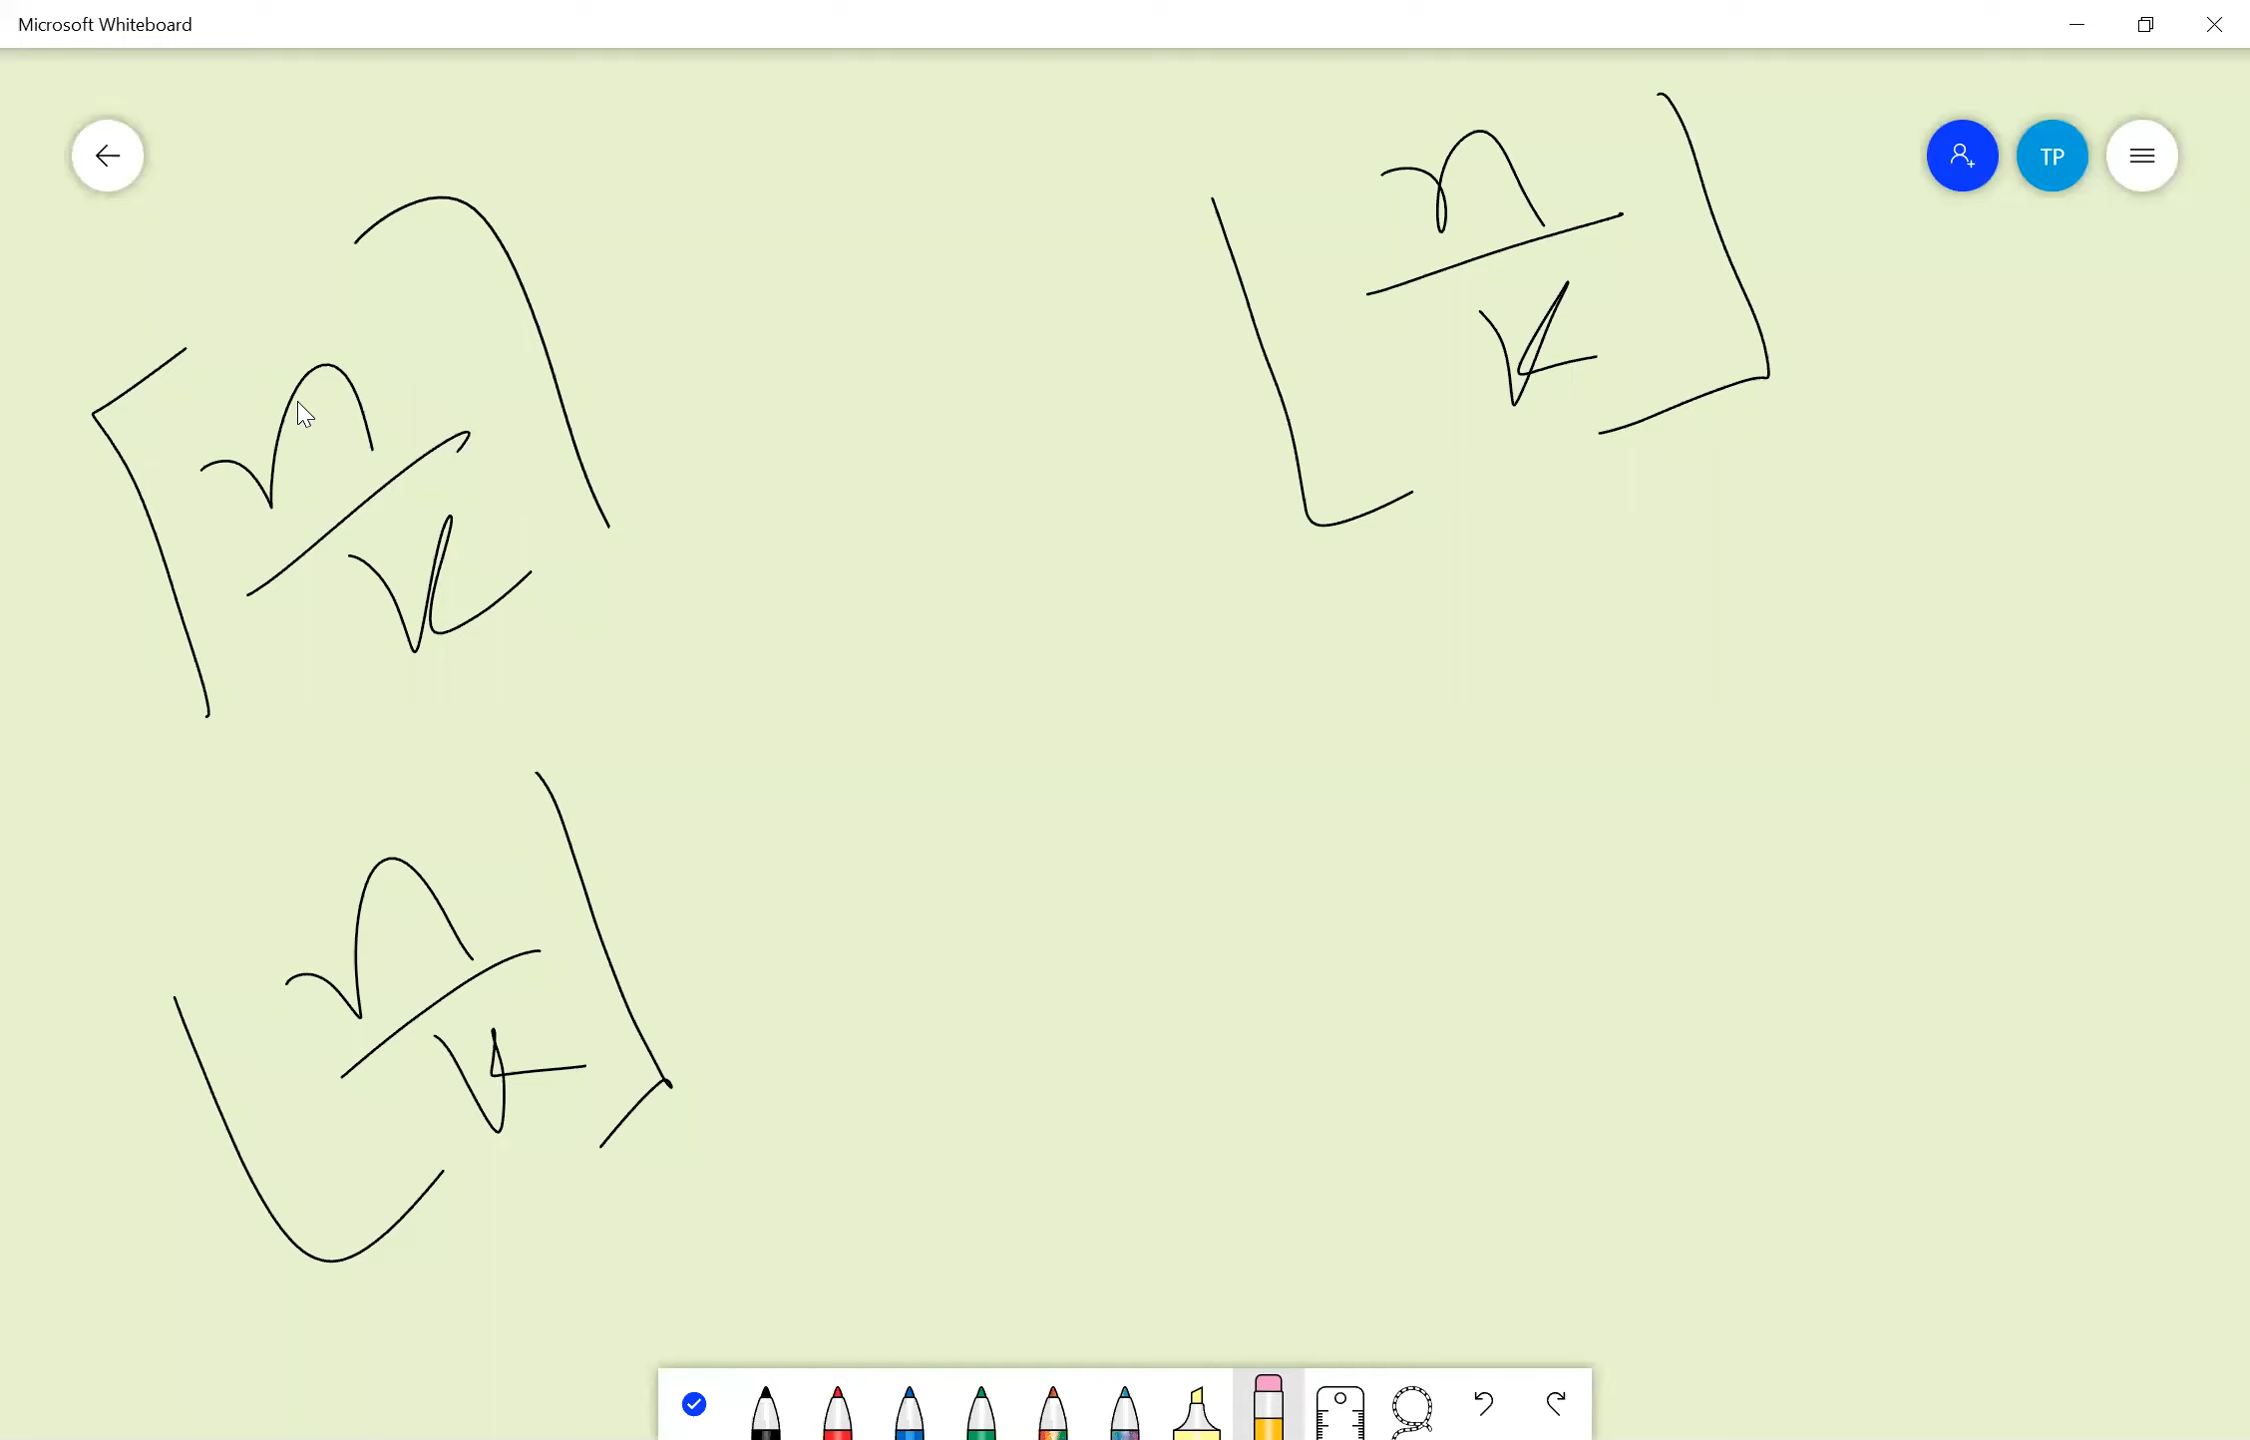 Microsoft Whiteboard
TP
⌈n/k⌉
⌊n/k⌋
⌊n/k⌋